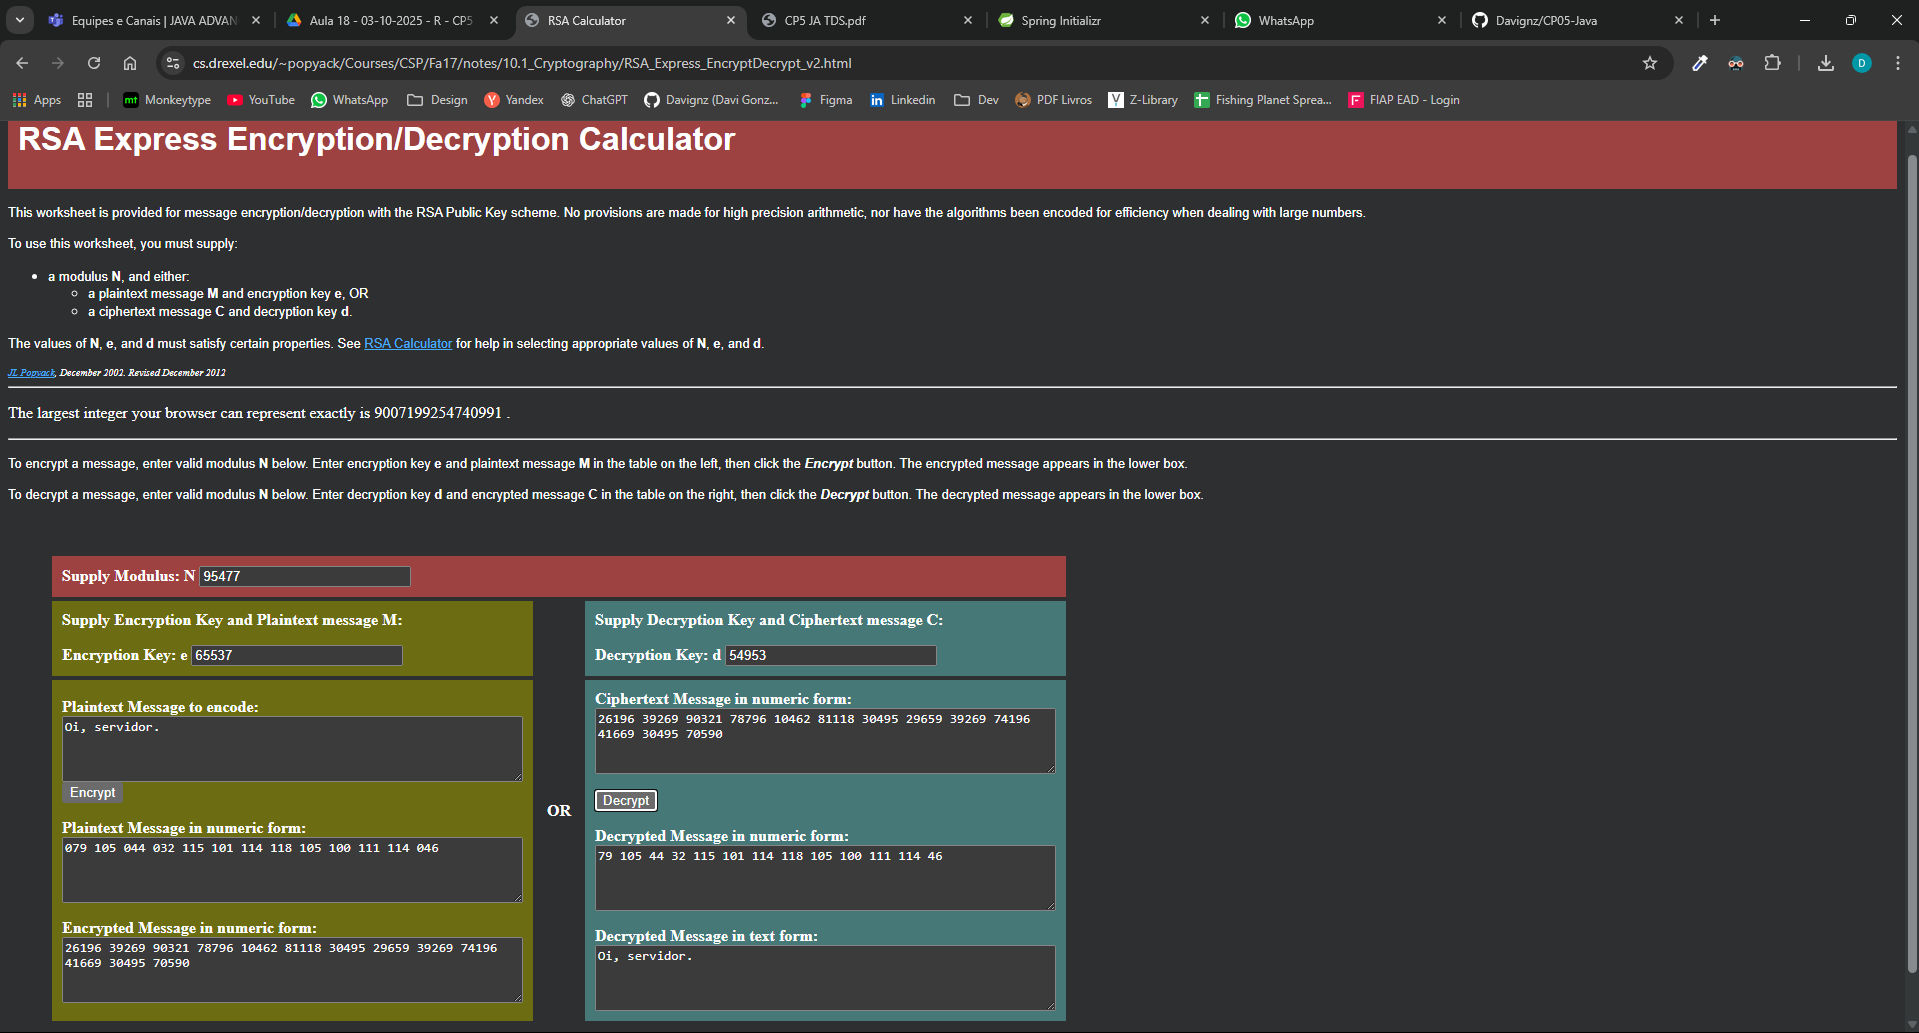 Equipes e Canais | JAVA ADVAN
Aula 18 - 03-10-2025 - R - CP5
RSA Calculator
CP5 JA TDS.pdf
Spring Initializr
WhatsApp
Davignz/CP05-Java
cs.drexel.edu/~popyack/Courses/CSP/Fa17/notes/10.1_Cryptography/RSA_Express_EncryptDecrypt_v2.html
D
Apps
mt Monkeytype
YouTube
WhatsApp
Design
Y Yandex
ChatGPT
Davignz (Davi Gonz...
Figma
in Linkedin
Dev
PDF Livros
Z-Library
Fishing Planet Sprea...
F FIAP EAD - Login
RSA Express Encryption/Decryption Calculator
This worksheet is provided for message encryption/decryption with the RSA Public Key scheme. No provisions are made for high precision arithmetic, nor have the algorithms been encoded for efficiency when dealing with large numbers.
To use this worksheet, you must supply:
• a modulus N, and either:
◦ a plaintext message M and encryption key e, OR
◦ a ciphertext message C and decryption key d.
The values of N, e, and d must satisfy certain properties. See RSA Calculator for help in selecting appropriate values of N, e, and d.
JL Popyack, December 2002. Revised December 2012
The largest integer your browser can represent exactly is 9007199254740991 .
To encrypt a message, enter valid modulus N below. Enter encryption key e and plaintext message M in the table on the left, then click the Encrypt button. The encrypted message appears in the lower box.
To decrypt a message, enter valid modulus N below. Enter decryption key d and encrypted message C in the table on the right, then click the Decrypt button. The decrypted message appears in the lower box.
Supply Modulus: N 95477
Supply Encryption Key and Plaintext message M:
Encryption Key: e 65537
Plaintext Message to encode:
Oi, servidor.
Encrypt
Plaintext Message in numeric form:
079 105 044 032 115 101 114 118 105 100 111 114 046
Encrypted Message in numeric form:
26196 39269 90321 78796 10462 81118 30495 29659 39269 74196
41669 30495 70590
OR
Supply Decryption Key and Ciphertext message C:
Decryption Key: d 54953
Ciphertext Message in numeric form:
26196 39269 90321 78796 10462 81118 30495 29659 39269 74196
41669 30495 70590
Decrypt
Decrypted Message in numeric form:
79 105 44 32 115 101 114 118 105 100 111 114 46
Decrypted Message in text form:
Oi, servidor.